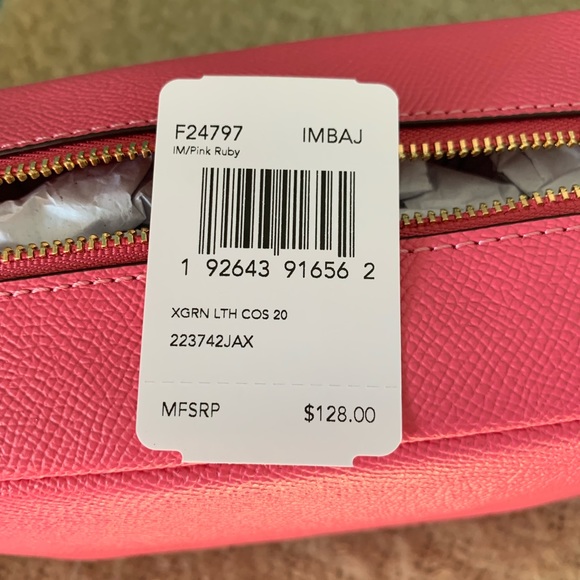 F24797 IMBAJ
IM/Pink Ruby
1 92643 91656 2
XGRN LTH COS 20
223742JAX
MFSRP $128.00